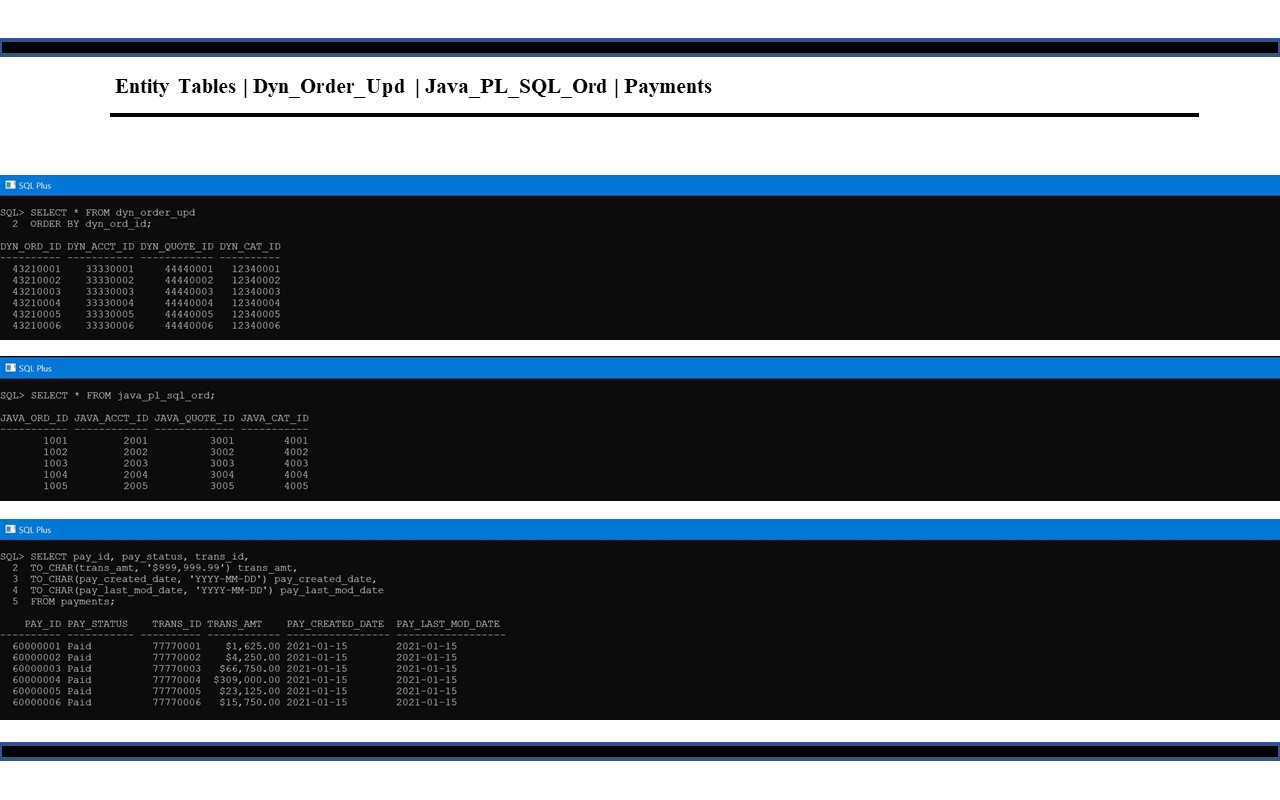 Entity Tables | Dyn_Order_Upd | Java_PL_SQL_Ord | Payments
SQL Plus
SQL> SELECT * FROM dyn_order_upd
2 ORDER BY dyn_ord_id;
DYN_ORD_ID DYN_ACCT_ID DYN_QUOTE_ID DYN_CAT_ID
---------- ----------- ------------ ----------
43210001 33330001 44440001 12340001
43210002 33330002 44440002 12340002
43210003 33330003 44440003 12340003
43210004 33330004 44440004 12340004
43210005 33330005 44440005 12340005
43210006 33330006 44440006 12340006
SQL Plus
SQL> SELECT * FROM java_pl_sql_ord;
JAVA_ORD_ID JAVA_ACCT_ID JAVA_QUOTE_ID JAVA_CAT_ID
----------- ------------ ------------- -----------
1001 2001 3001 4001
1002 2002 3002 4002
1003 2003 3003 4003
1004 2004 3004 4004
1005 2005 3005 4005
SQL Plus
SQL> SELECT pay_id, pay_status, trans_id,
2 TO_CHAR(trans_amt, '$999,999.99') trans_amt,
3 TO_CHAR(pay_created_date, 'YYYY-MM-DD') pay_created_date,
4 TO_CHAR(pay_last_mod_date, 'YYYY-MM-DD') pay_last_mod_date
5 FROM payments;
PAY_ID PAY_STATUS TRANS_ID TRANS_AMT PAY_CREATED_DATE PAY_LAST_MOD_DATE
---------- ----------- ---------- ------------ ----------------- ------------------
60000001 Paid 77770001 $1,625.00 2021-01-15 2021-01-15
60000002 Paid 77770002 $4,250.00 2021-01-15 2021-01-15
60000003 Paid 77770003 $66,750.00 2021-01-15 2021-01-15
60000004 Paid 77770004 $309,000.00 2021-01-15 2021-01-15
60000005 Paid 77770005 $23,125.00 2021-01-15 2021-01-15
60000006 Paid 77770006 $15,750.00 2021-01-15 2021-01-15